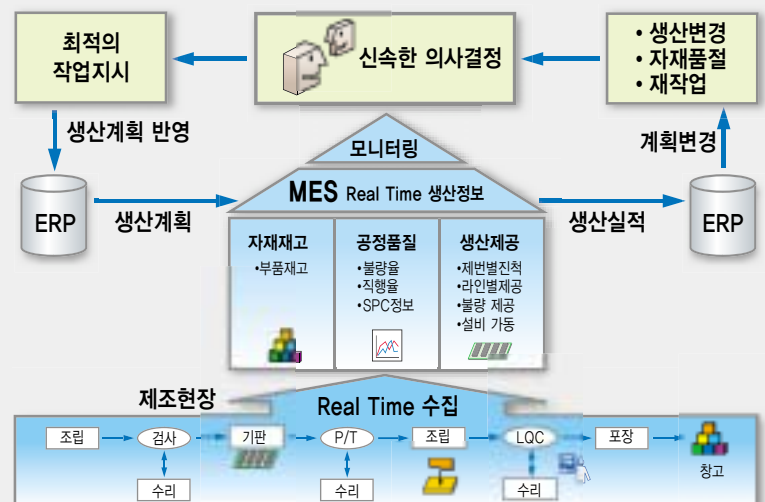 최적의
작업지시
신속한 의사결정
• 생산변경
• 자재품절
• 재작업
생산계획 반영
모니터링
계획변경
ERP
생산계획
MES Real Time 생산정보
생산실적
ERP
자재재고
•부품재고
공정품질
•불량율
•직행율
•SPC정보
생산제공
•제번별진척
•라인별제공
•불량 제공
•설비 가동
제조현장
Real Time 수집
조립
검사
기판
P/T
조립
LQC
포장
창고
수리
수리
수리